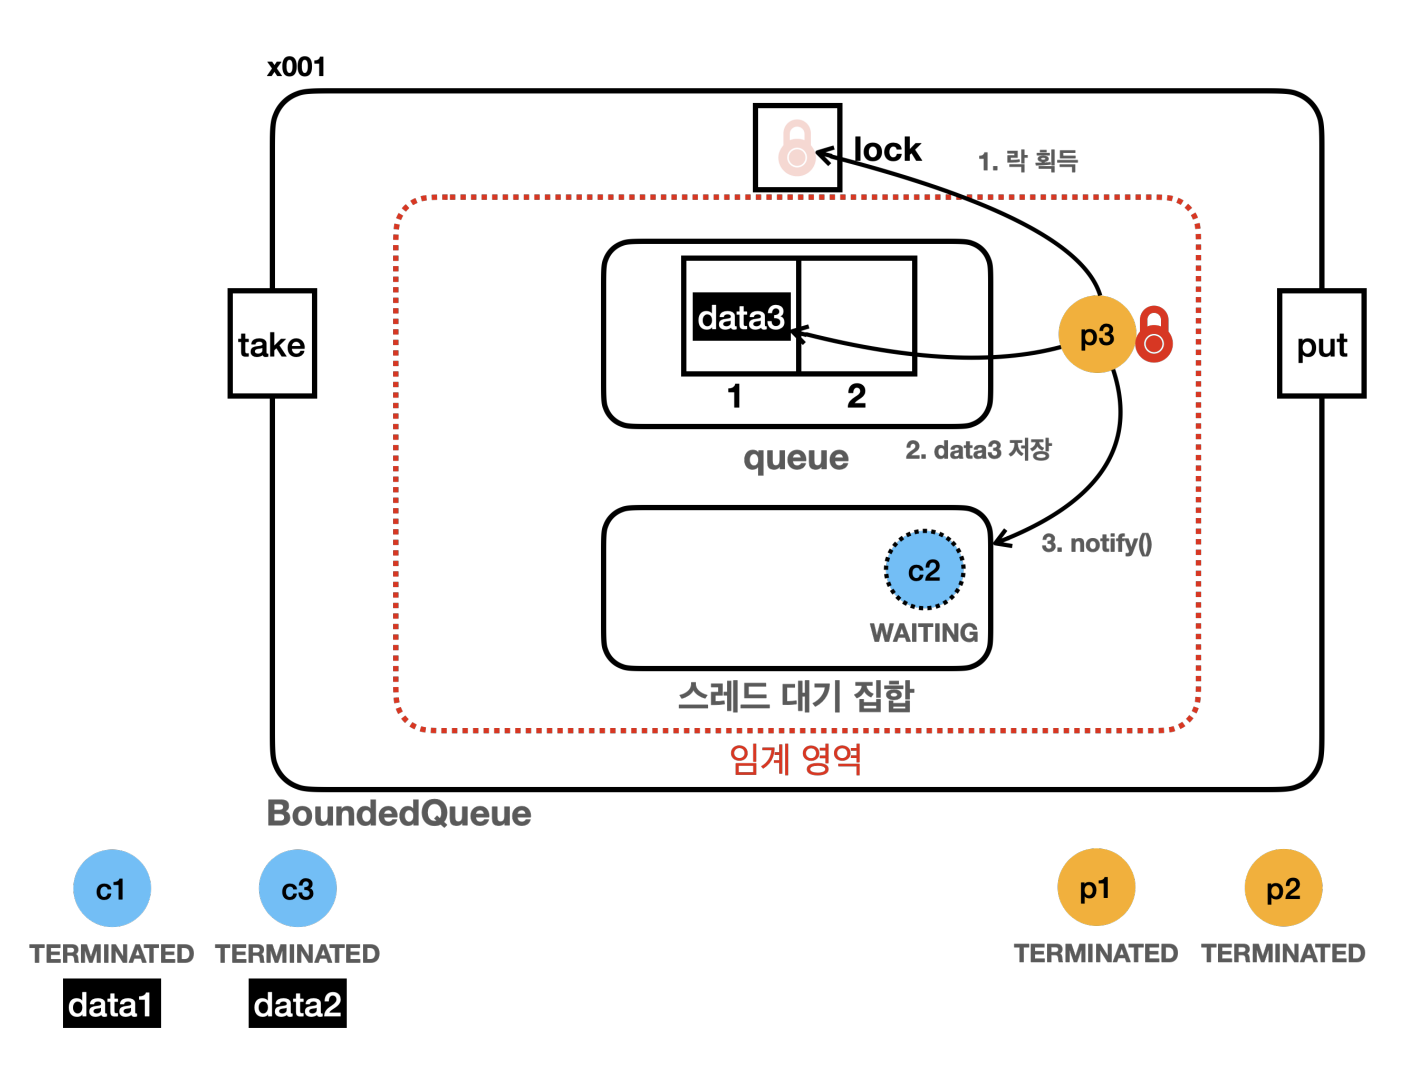 x001
lock
1. 락 획득
data3
p3
take
put
1
2
queue
2. data3 저장
3. notify()
c2
WAITING
스레드 대기 집합
임계 영역
BoundedQueue
c1
c3
p1
p2
TERMINATED
TERMINATED
TERMINATED
TERMINATED
data1
data2